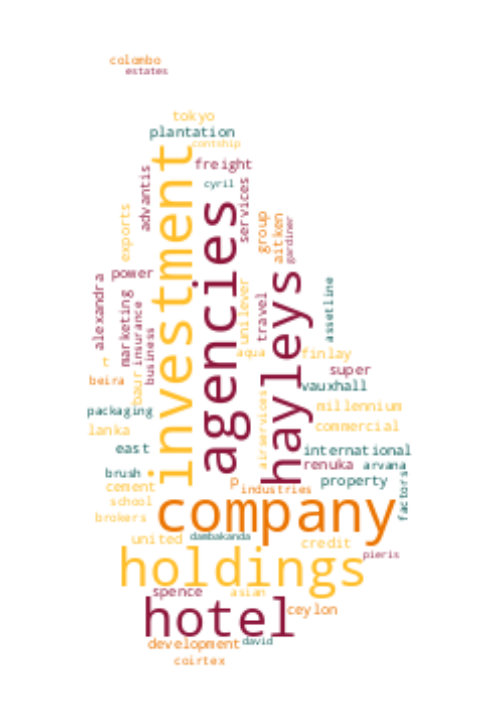 colombo
estates
tokyo
plantation
contship
freight
cyril
investment
agencies
hayleys
advantis
services
exports
group
aitken
gardiner
power
alexandra
marketing
insurance
business
unilever
travel
assetline
t
beira
baur
aqua
finlay
super
vauxhall
packaging
millennium
lanka
commercial
airservices
east
international
renuka
arvana
brush
cement
p
industries
property
factors
school
company
brokers
united
dambakanda
credit
pieris
holdings
spence
asian
hotel
ceylon
development
david
coirtex